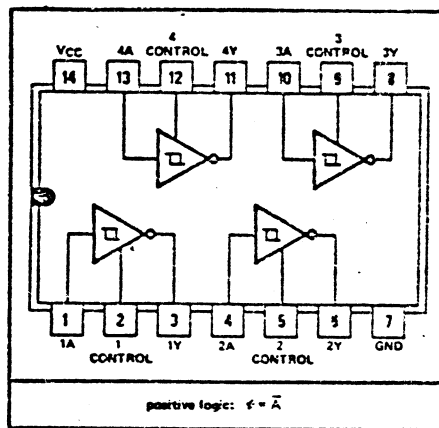 4 3
VCC 4A CONTROL 4Y 3A CONTROL 3Y
14 13 12 11 10 9 8
1 2 3 4 5 6 7
1A 1 1Y 2A 2 2Y GND
CONTROL CONTROL
positive logic: = A̅